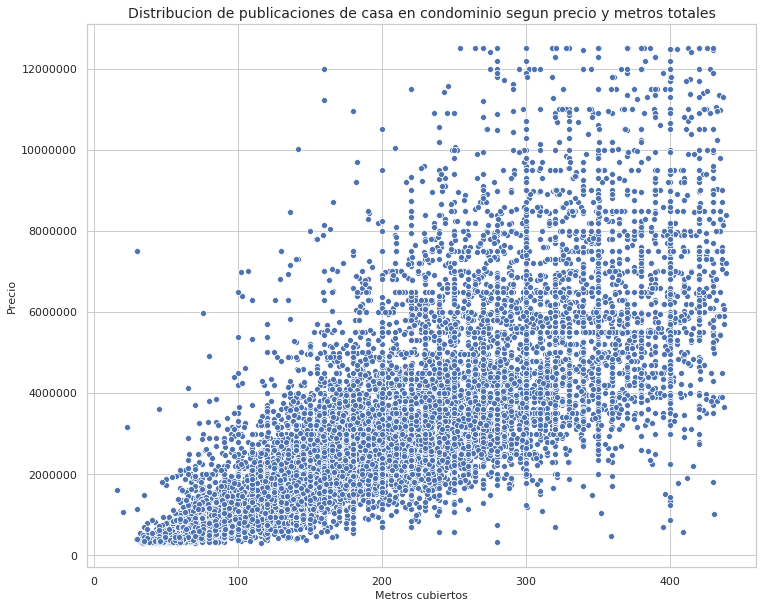 Distribucion de publicaciones de casa en condominio segun precio y metros totales
12000000
10000000
8000000
6000000
4000000
2000000
0
Precio
0 100 200 300 400
Metros cubiertos